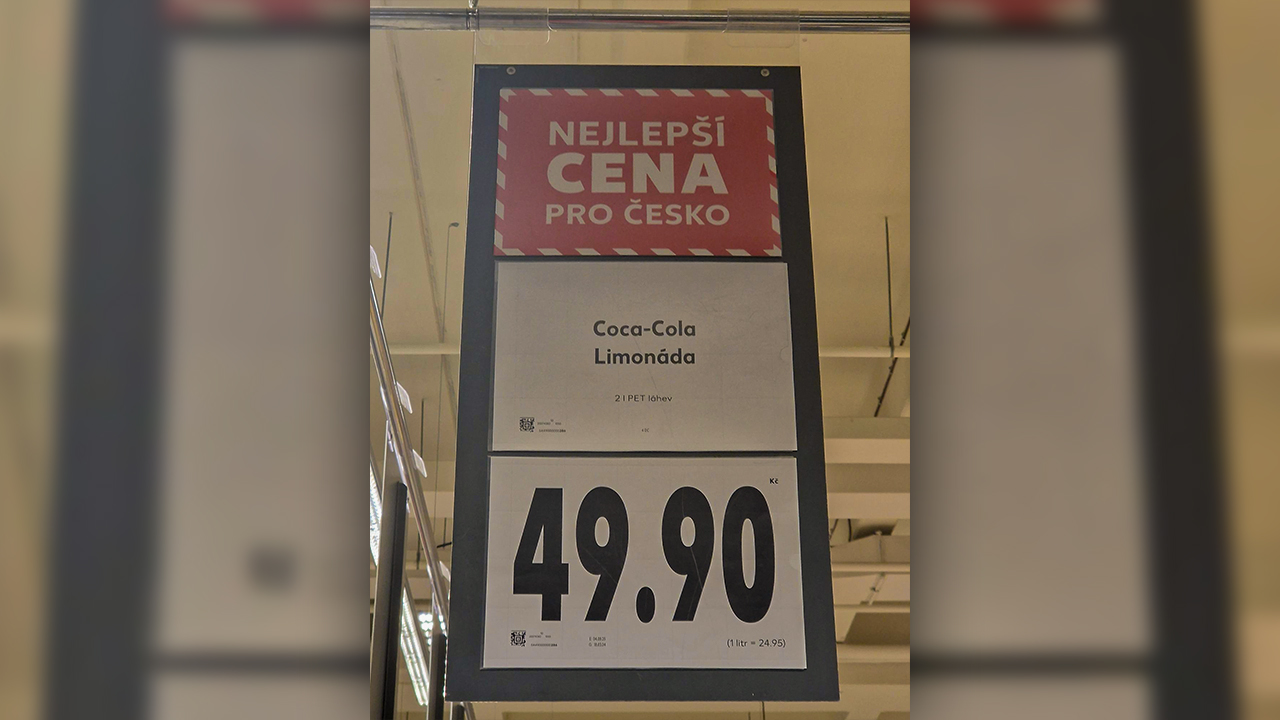 NEJLEPŠÍ
CENA
PRO ČESKO
Coca-Cola
Limonáda
2 l PET láhev
Kč
49.90
(1 litr = 24.95)